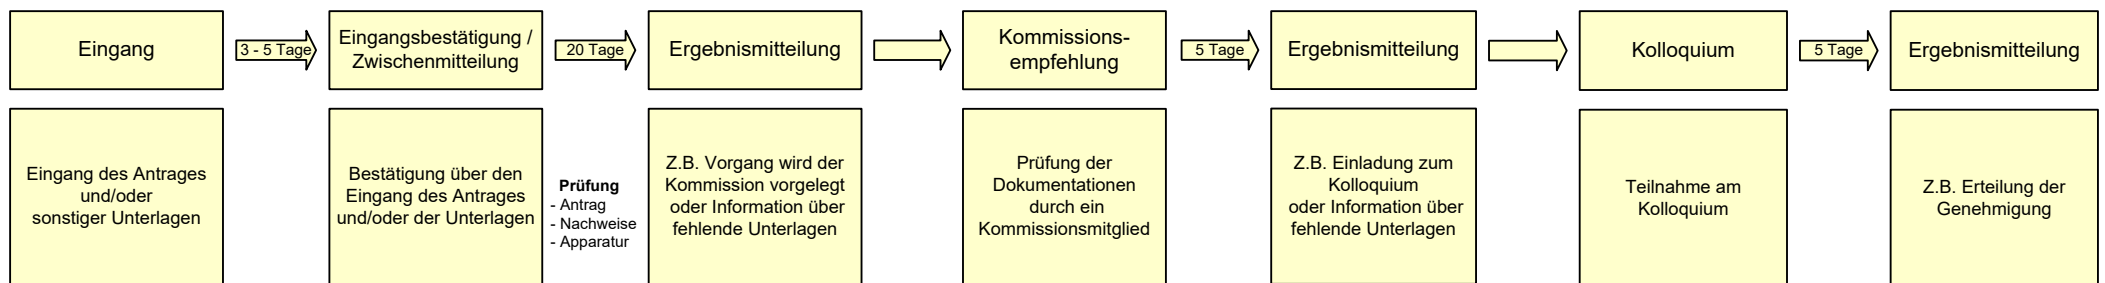 Eingang
3 - 5 Tage
Eingangsbestätigung /
Zwischenmitteilung
20 Tage
Ergebnismitteilung
Kommissions-
empfehlung
5 Tage
Ergebnismitteilung
Kolloquium
5 Tage
Ergebnismitteilung
Eingang des Antrages
und/oder
sonstiger Unterlagen
Bestätigung über den
Eingang des Antrages
und/oder der Unterlagen
Prüfung
- Antrag
- Nachweise
- Apparatur
Z.B. Vorgang wird der
Kommission vorgelegt
oder Information über
fehlende Unterlagen
Prüfung der
Dokumentationen
durch ein
Kommissionsmitglied
Z.B. Einladung zum
Kolloquium
oder Information über
fehlende Unterlagen
Teilnahme am
Kolloquium
Z.B. Erteilung der
Genehmigung